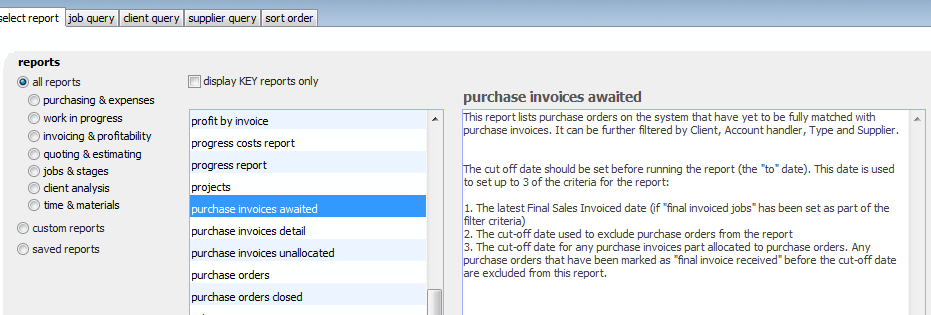 select report
job query
client query
supplier query
sort order
reports
all reports
purchasing & expenses
work in progress
invoicing & profitability
quoting & estimating
jobs & stages
client analysis
time & materials
custom reports
saved reports
display KEY reports only
profit by invoice
progress costs report
progress report
projects
purchase invoices awaited
purchase invoices detail
purchase invoices unallocated
purchase orders
purchase orders closed
purchase invoices awaited
This report lists purchase orders on the system that have yet to be fully matched with
purchase invoices. It can be further filtered by Client, Account handler, Type and Supplier.
The cut off date should be set before running the report (the "to" date). This date is used
to set up to 3 of the criteria for the report:
1. The latest Final Sales Invoiced date (if "final invoiced jobs" has been set as part of the
filter criteria)
2. The cut-off date used to exclude purchase orders from the report
3. The cut-off date for any purchase invoices part allocated to purchase orders. Any
purchase orders that have been marked as "final invoice received" before the cut-off date
are excluded from this report.